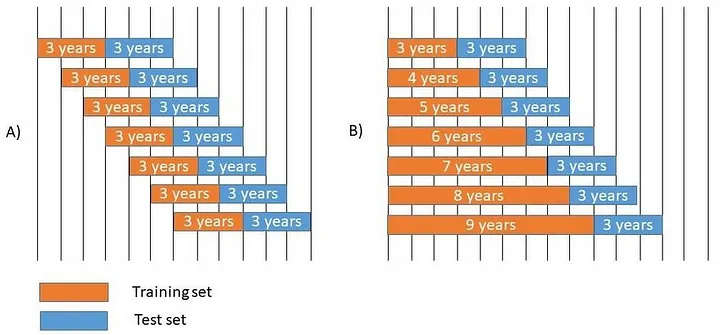 A)
3 years 3 years
3 years 3 years
3 years 3 years
3 years 3 years
3 years 3 years
3 years 3 years
3 years 3 years
B)
3 years 3 years
4 years 3 years
5 years 3 years
6 years 3 years
7 years 3 years
8 years 3 years
9 years 3 years
Training set
Test set